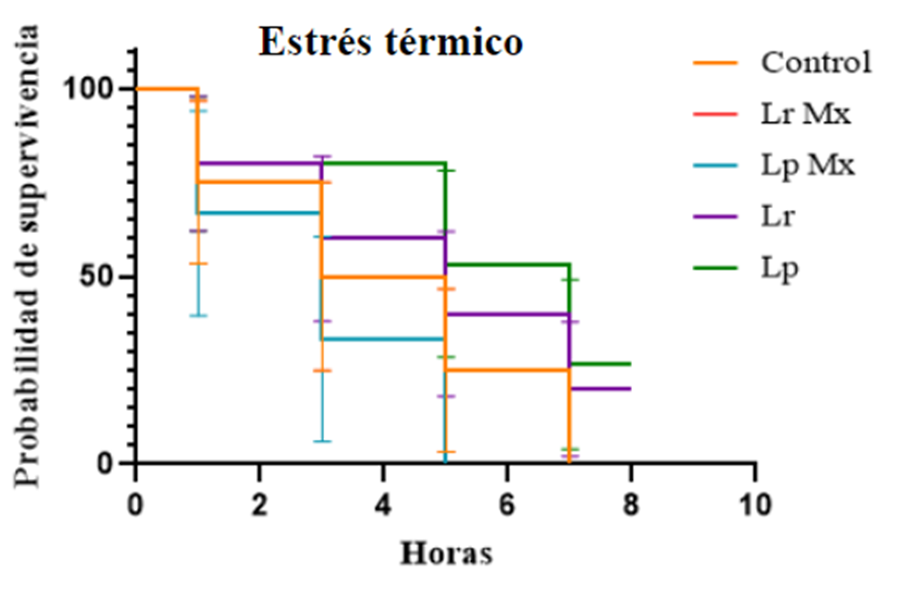 Estrés térmico
Probabilidad de supervivencia
100
50
0
0 2 4 6 8 10
Horas
Control
Lr Mx
Lp Mx
Lr
Lp